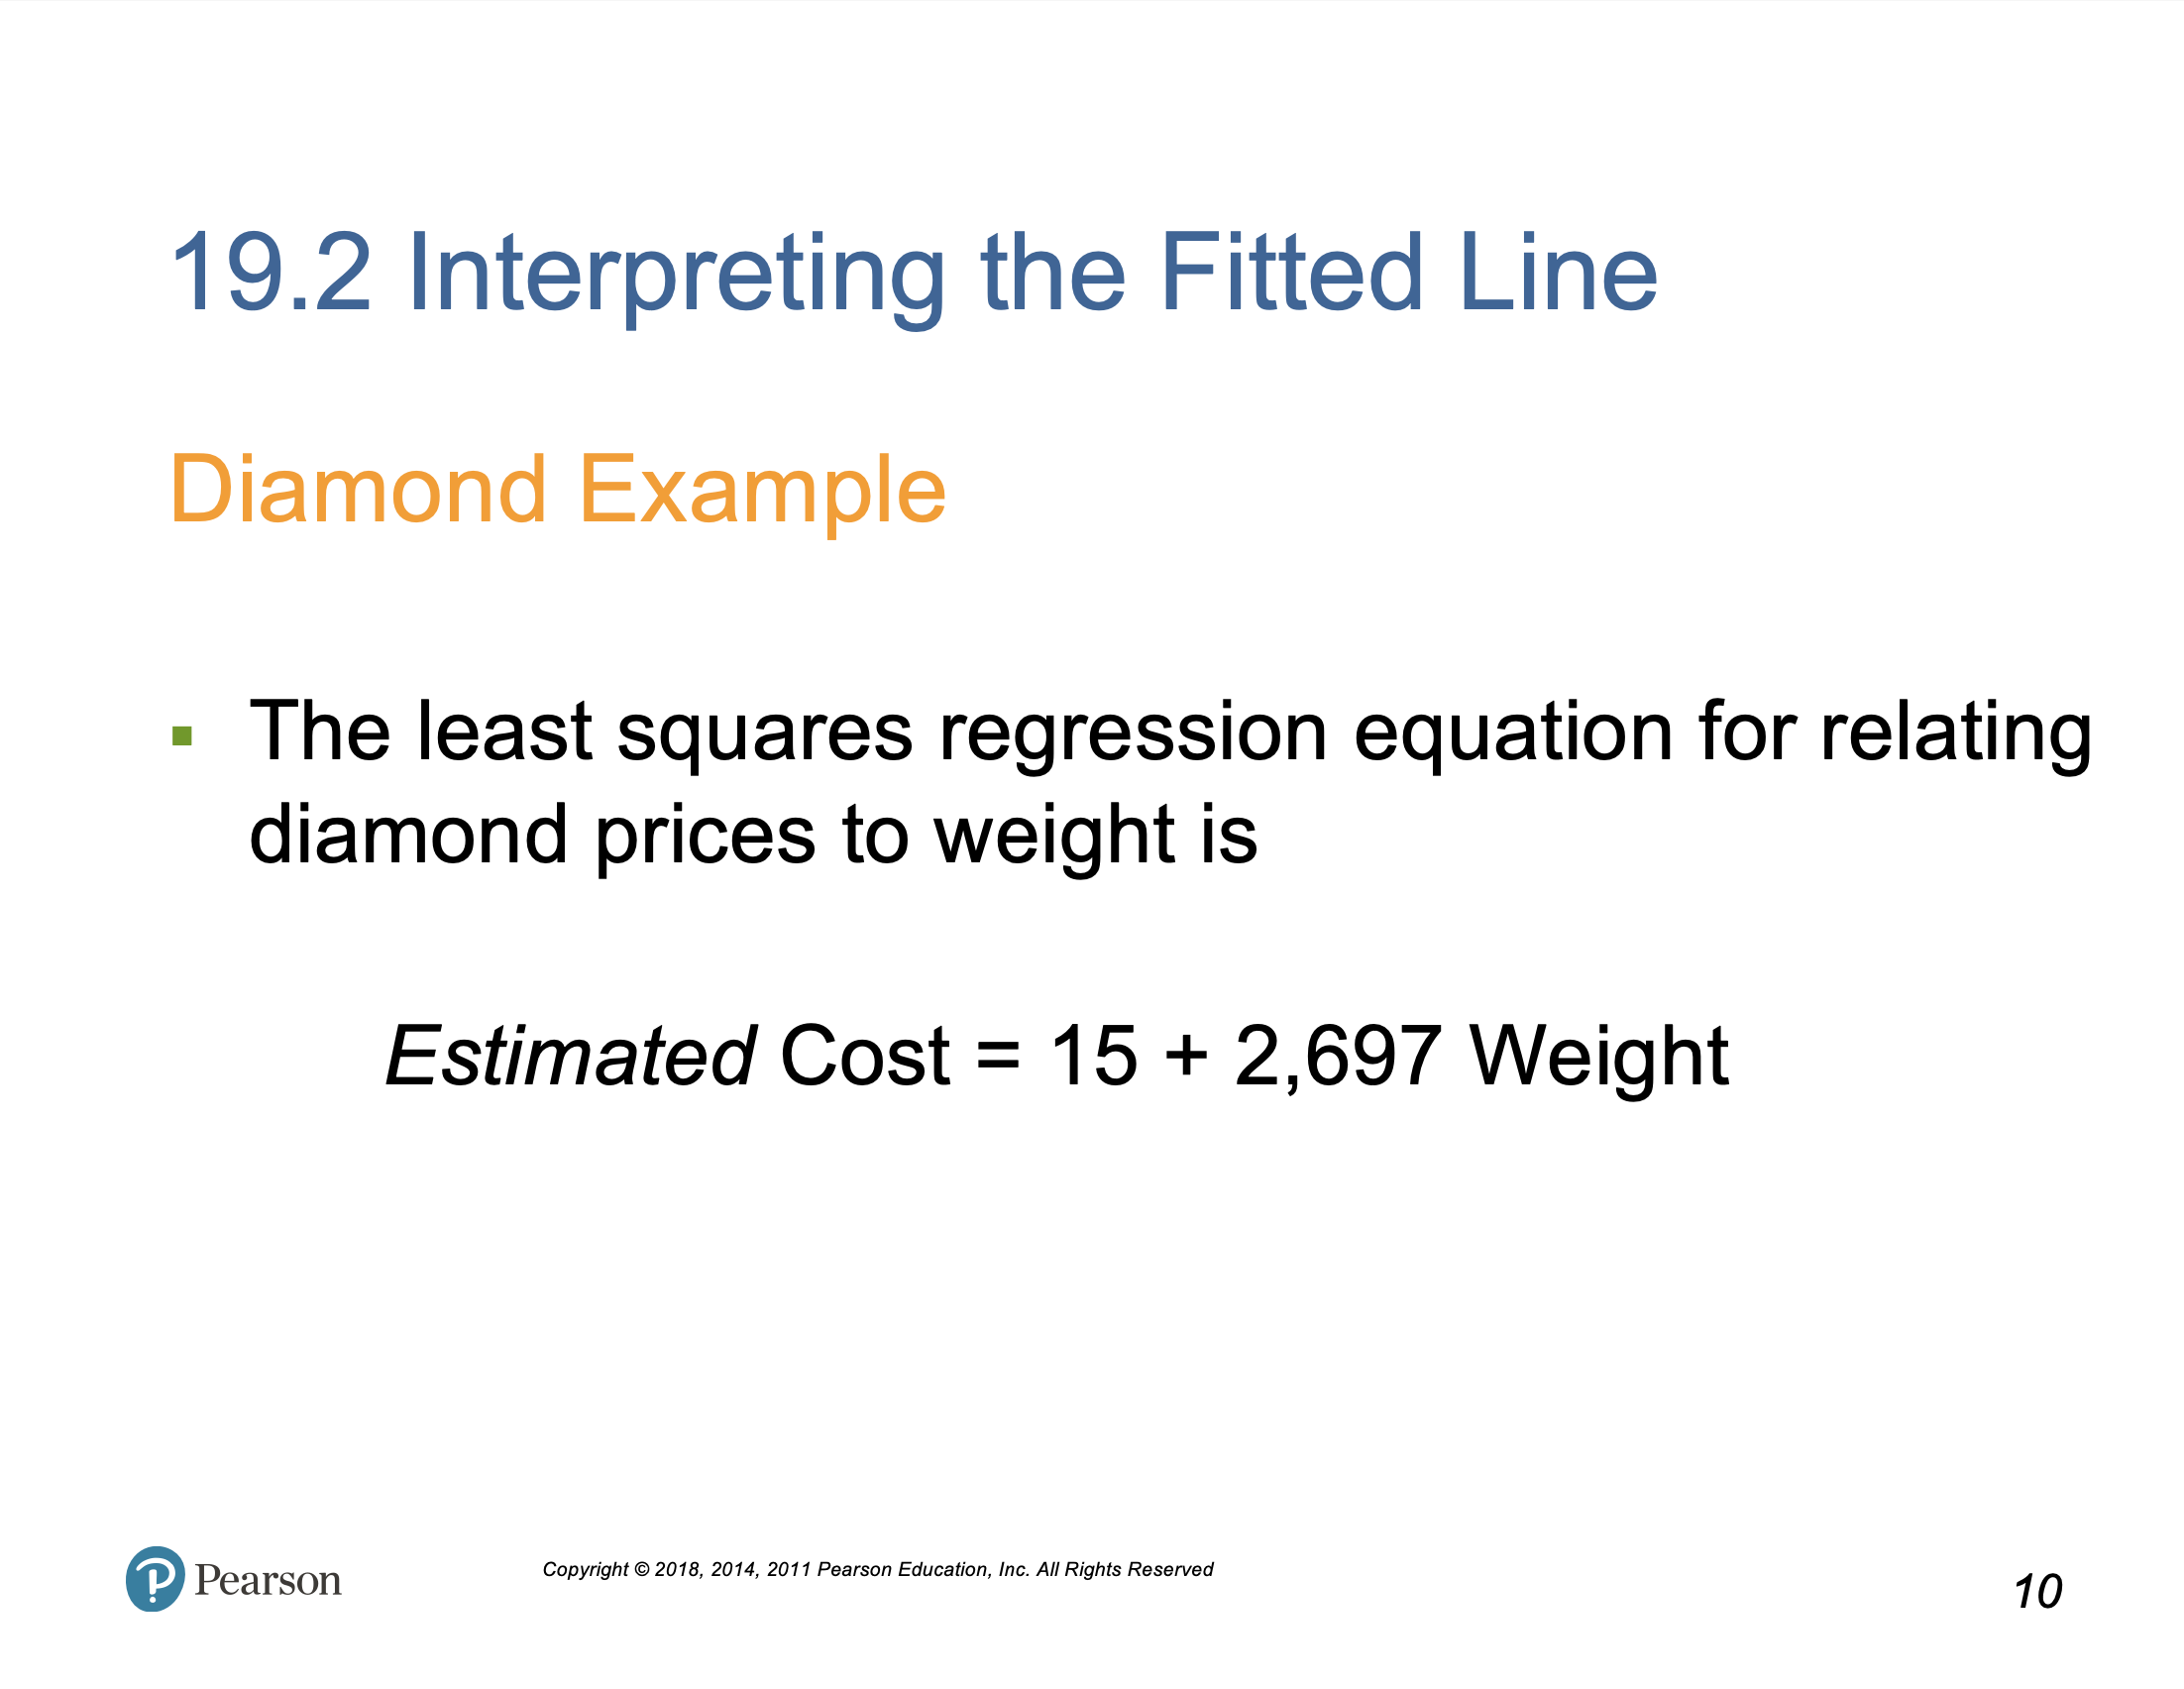 19.2 Interpreting the Fitted Line
Diamond Example
▪ The least squares regression equation for relating
diamond prices to weight is
Estimated Cost = 15 + 2,697 Weight
Pearson
Copyright © 2018, 2014, 2011 Pearson Education, Inc. All Rights Reserved
10